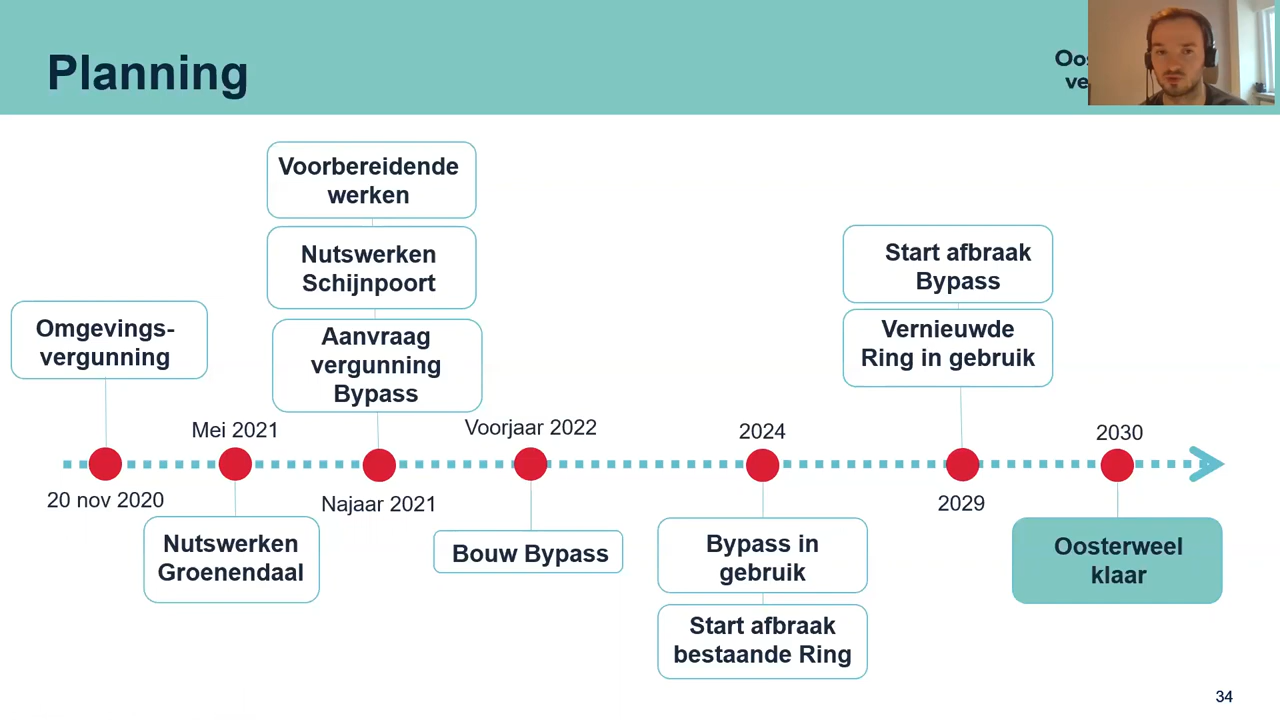 Planning
Voorbereidende
werken
Nutswerken
Schijnpoort
Aanvraag
vergunning
Bypass
Omgevings-
vergunning
Start afbraak
Bypass
Vernieuwde
Ring in gebruik
Mei 2021
Voorjaar 2022
2024
2030
20 nov 2020
Najaar 2021
2029
Nutswerken
Groenendaal
Bouw Bypass
Bypass in
gebruik
Start afbraak
bestaande Ring
Oosterweel
klaar
34